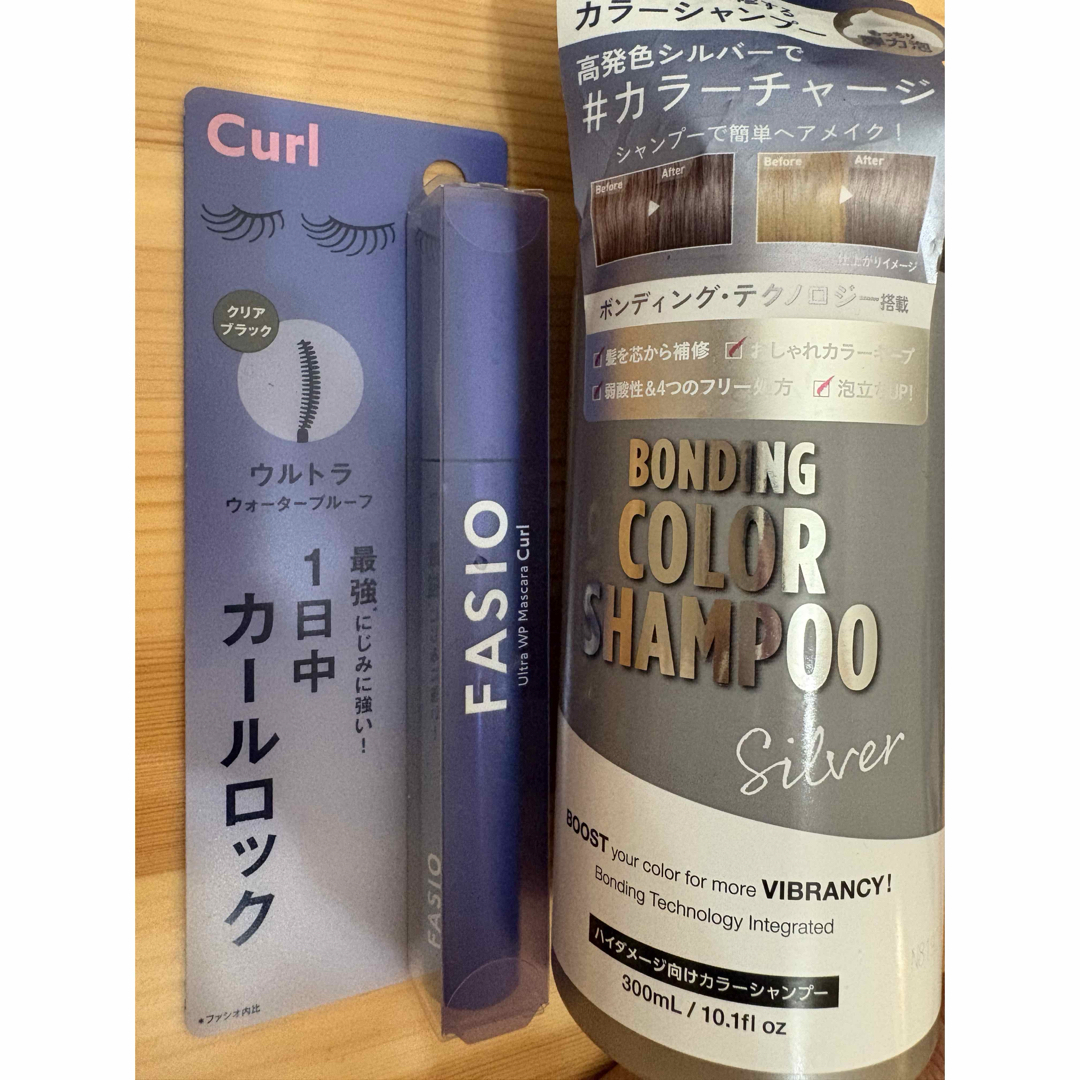 Curl
クリア
ブラック
ウルトラ
ウォータープルーフ
最強*にじみに強い！
1日中
カールロック
*ファシオ内比
FASIO
Ultra WP Mascara Curl
FASIO
カラーシャンプー
高発色シルバーで
#カラーチャージ
シャンプーで簡単ヘアメイク！
Before
After
Before
After
仕上がりイメージ
ボンディング・テクノロジー搭載
髪を芯から補修
おしゃれカラーキープ
弱酸性&4つのフリー処方
泡立ちUP!
BONDING
COLOR
SHAMPOO
Silver
BOOST your color for more VIBRANCY!
Bonding Technology Integrated
ハイダメージ向けカラーシャンプー
300mL / 10.1fl oz